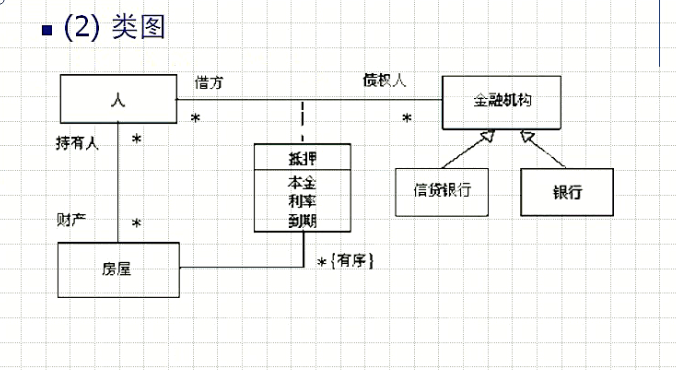 (2) 类图
人
借方
*
债权人
*
金融机构
持有人
*
抵押
本金
利率
到期
信贷银行
银行
财产
*
房屋
*{有序}